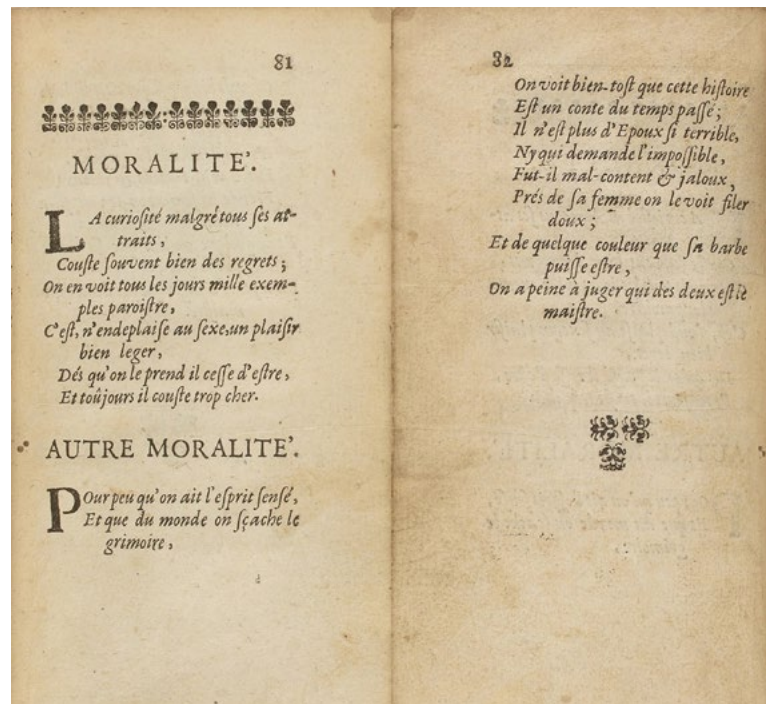 81
MORALITE'.
LA curiosité malgré tous ses at-
traits,
Couste souvent bien des regrets;
On en voit tous les jours mille exem-
ples paroistre,
C'est, n'endeplaise au sexe,un plaisir
bien leger,
Dés qu'on le prend il cesse d'estre,
Et toûjours il couste trop cher.
AUTRE MORALITE'.
POur peu qu'on ait l'esprit sensé,
Et que du monde on sçache le
grimoire,
82
On voit bien-tost que cette histoire
Est un conte du temps passé;
Il n'est plus d'Epoux si terrible,
Ny qui demande l'impossible,
Fut-il mal-content & jaloux,
Prés de sa femme on le voit filer
doux;
Et de quelque couleur que sa barbe
puisse estre,
On a peine à juger qui des deux est le
maistre.